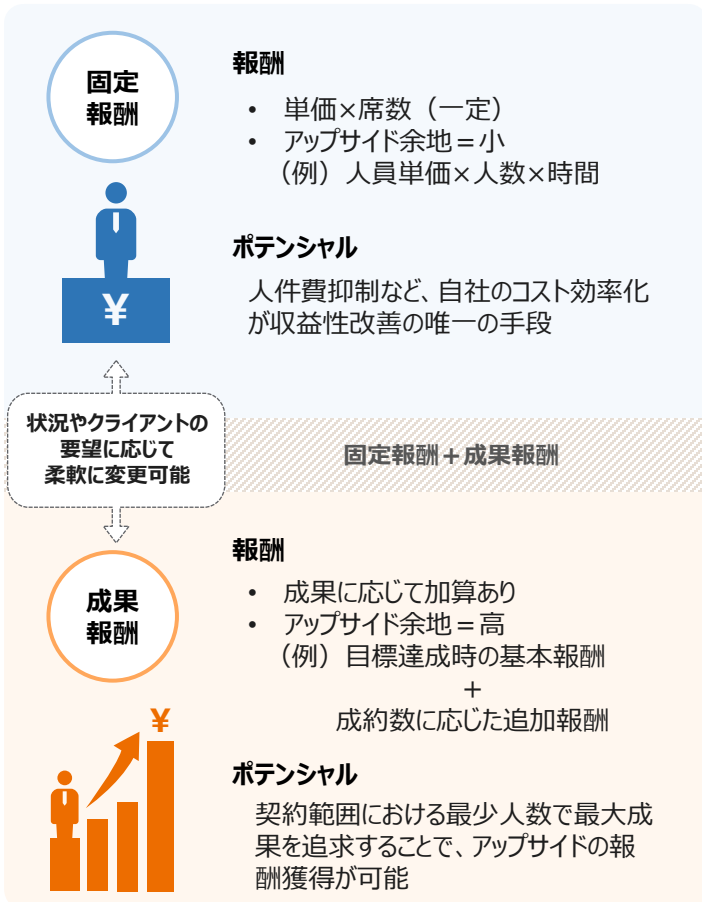 固定
報酬
報酬
• 単価×席数（一定）
• アップサイド余地＝小
（例）人員単価×人数×時間
¥
ポテンシャル
人件費抑制など、自社のコスト効率化
が収益性改善の唯一の手段
状況やクライアントの
要望に応じて
柔軟に変更可能
固定報酬＋成果報酬
成果
報酬
報酬
• 成果に応じて加算あり
• アップサイド余地＝高
（例）目標達成時の基本報酬
＋
成約数に応じた追加報酬
¥
ポテンシャル
契約範囲における最少人数で最大成
果を追求することで、アップサイドの報
酬獲得が可能